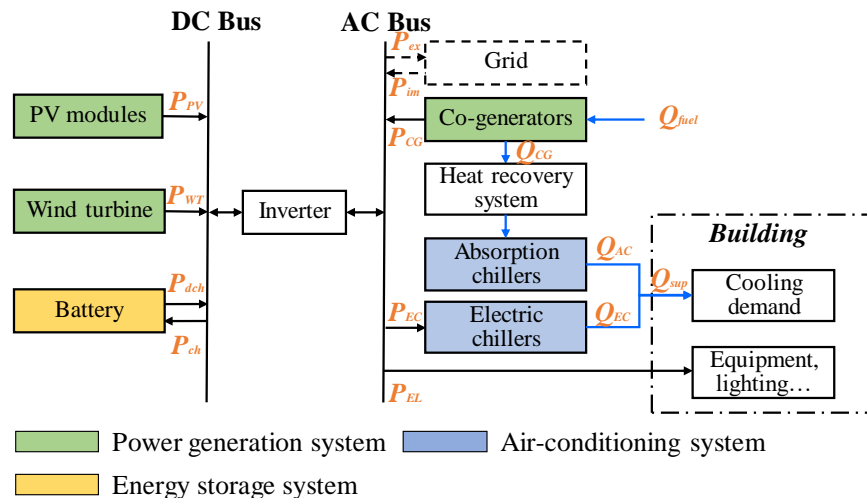 DC Bus
AC Bus
P_ex
Grid
P_im
PV modules
P_PV
Co-generators
P_CG
Q_fuel
Q_CG
Heat recovery
system
Wind turbine
P_WT
Inverter
Building
Absorption
chillers
Q_AC
Q_sup
Cooling
demand
Battery
P_dch
P_ch
P_EC
Electric
chillers
Q_EC
Equipment,
lighting…
P_EL
Power generation system
Air-conditioning system
Energy storage system